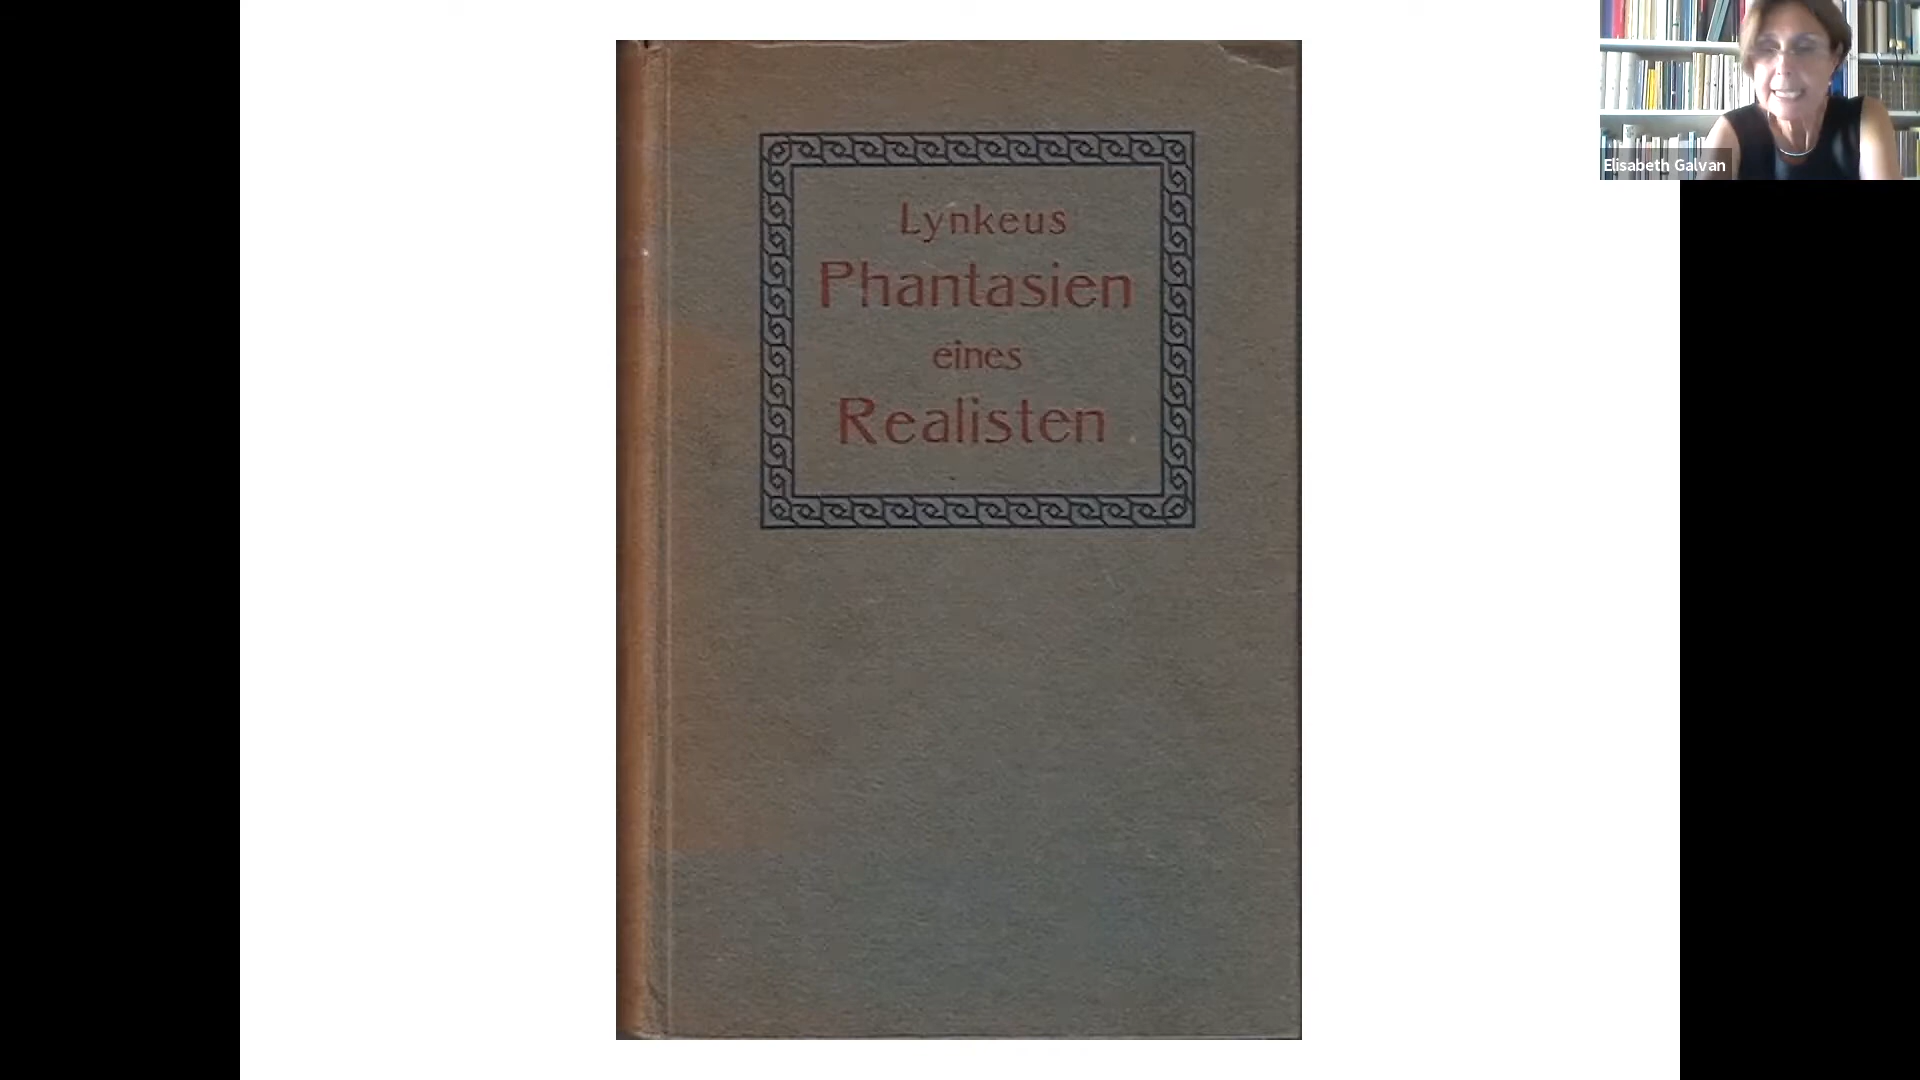 Lynkeus
Phantasien
eines
Realisten
Elisabeth Galvan